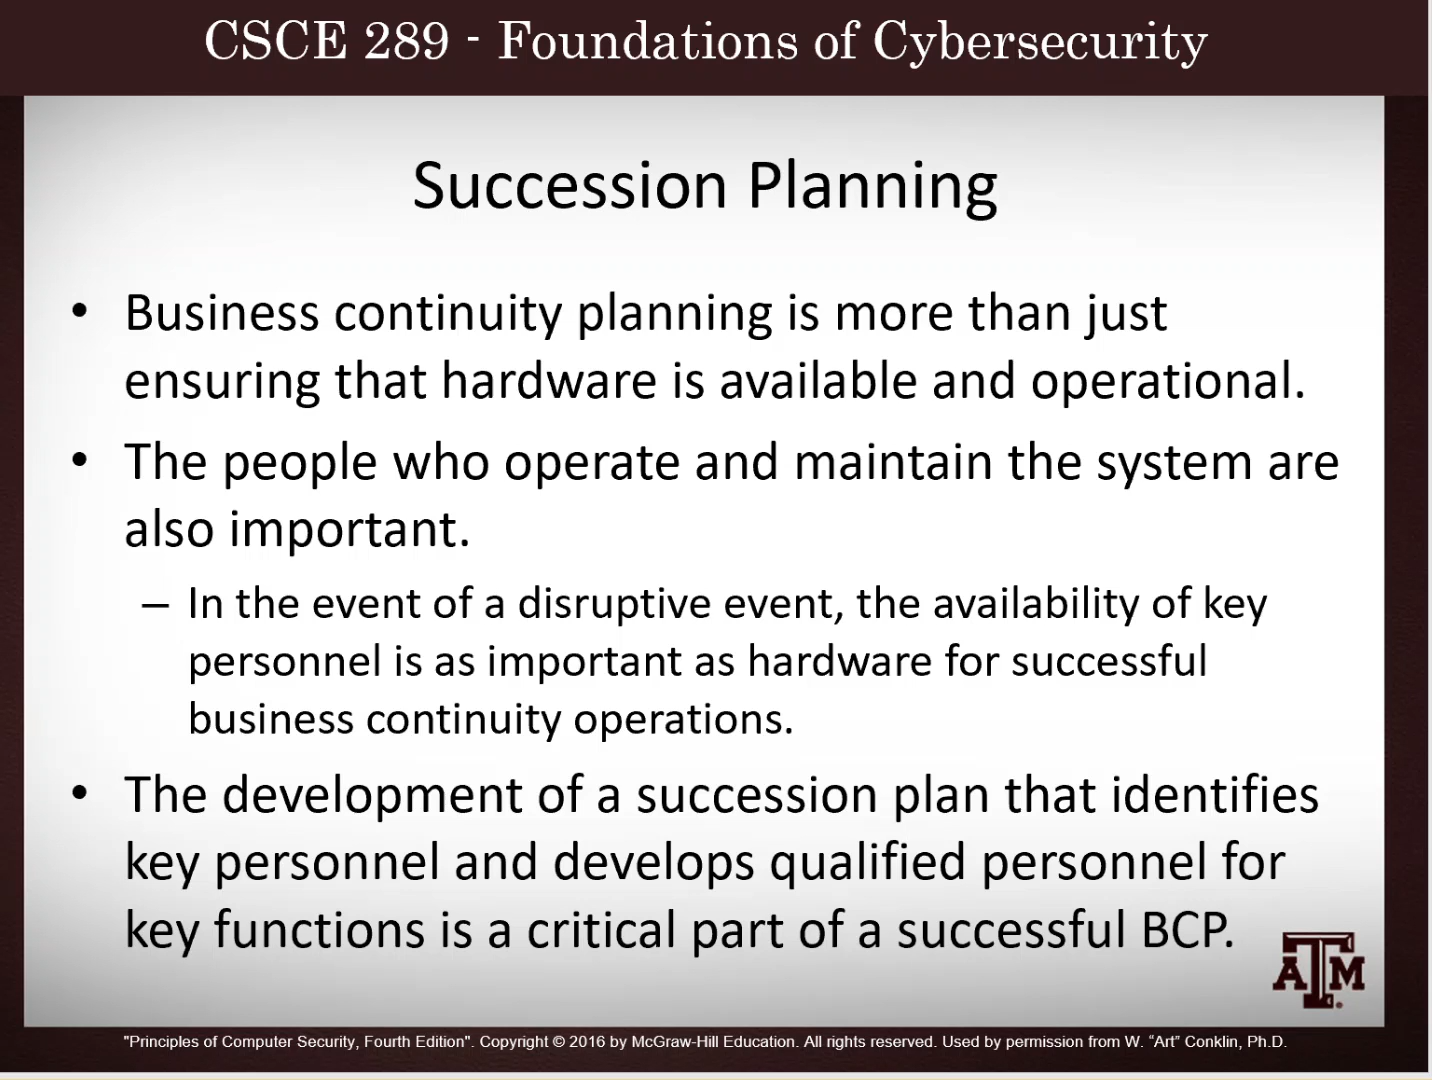 CSCE 289 - Foundations of Cybersecurity
Succession Planning
• Business continuity planning is more than just
ensuring that hardware is available and operational.
• The people who operate and maintain the system are
also important.
– In the event of a disruptive event, the availability of key
personnel is as important as hardware for successful
business continuity operations.
• The development of a succession plan that identifies
key personnel and develops qualified personnel for
key functions is a critical part of a successful BCP.
ATM
"Principles of Computer Security, Fourth Edition". Copyright © 2016 by McGraw-Hill Education. All rights reserved. Used by permission from W. “Art” Conklin, Ph.D.